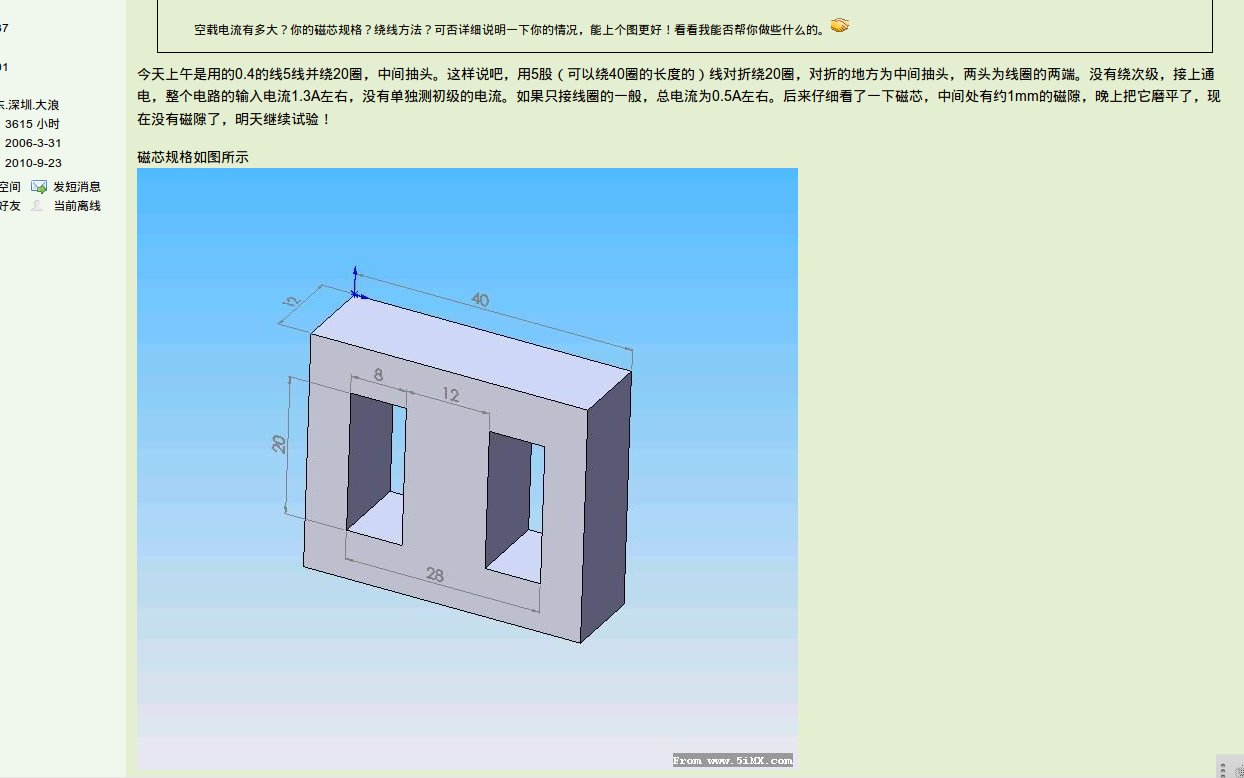 空载电流有多大？你的磁芯规格？绕线方法？可否详细说明一下你的情况，能上个图更好！看看我能否帮你做些什么的。
今天上午是用的0.4的线5线并绕20圈，中间抽头。这样说吧，用5股（可以绕40圈的长度的）线对折绕20圈，对折的地方为中间抽头，两头为线圈的两端。没有绕次级，接上通
电，整个电路的输入电流1.3A左右，没有单独测初级的电流。如果只接线圈的一般，总电流为0.5A左右。后来仔细看了一下磁芯，中间处有约1mm的磁隙，晚上把它磨平了，现
在没有磁隙了，明天继续试验！
.深圳.大浪
3615 小时
2006-3-31
2010-9-23
空间 发短消息
好友 当前离线
磁芯规格如图所示
40
12
8
12
20
28
From www.5iMX.com